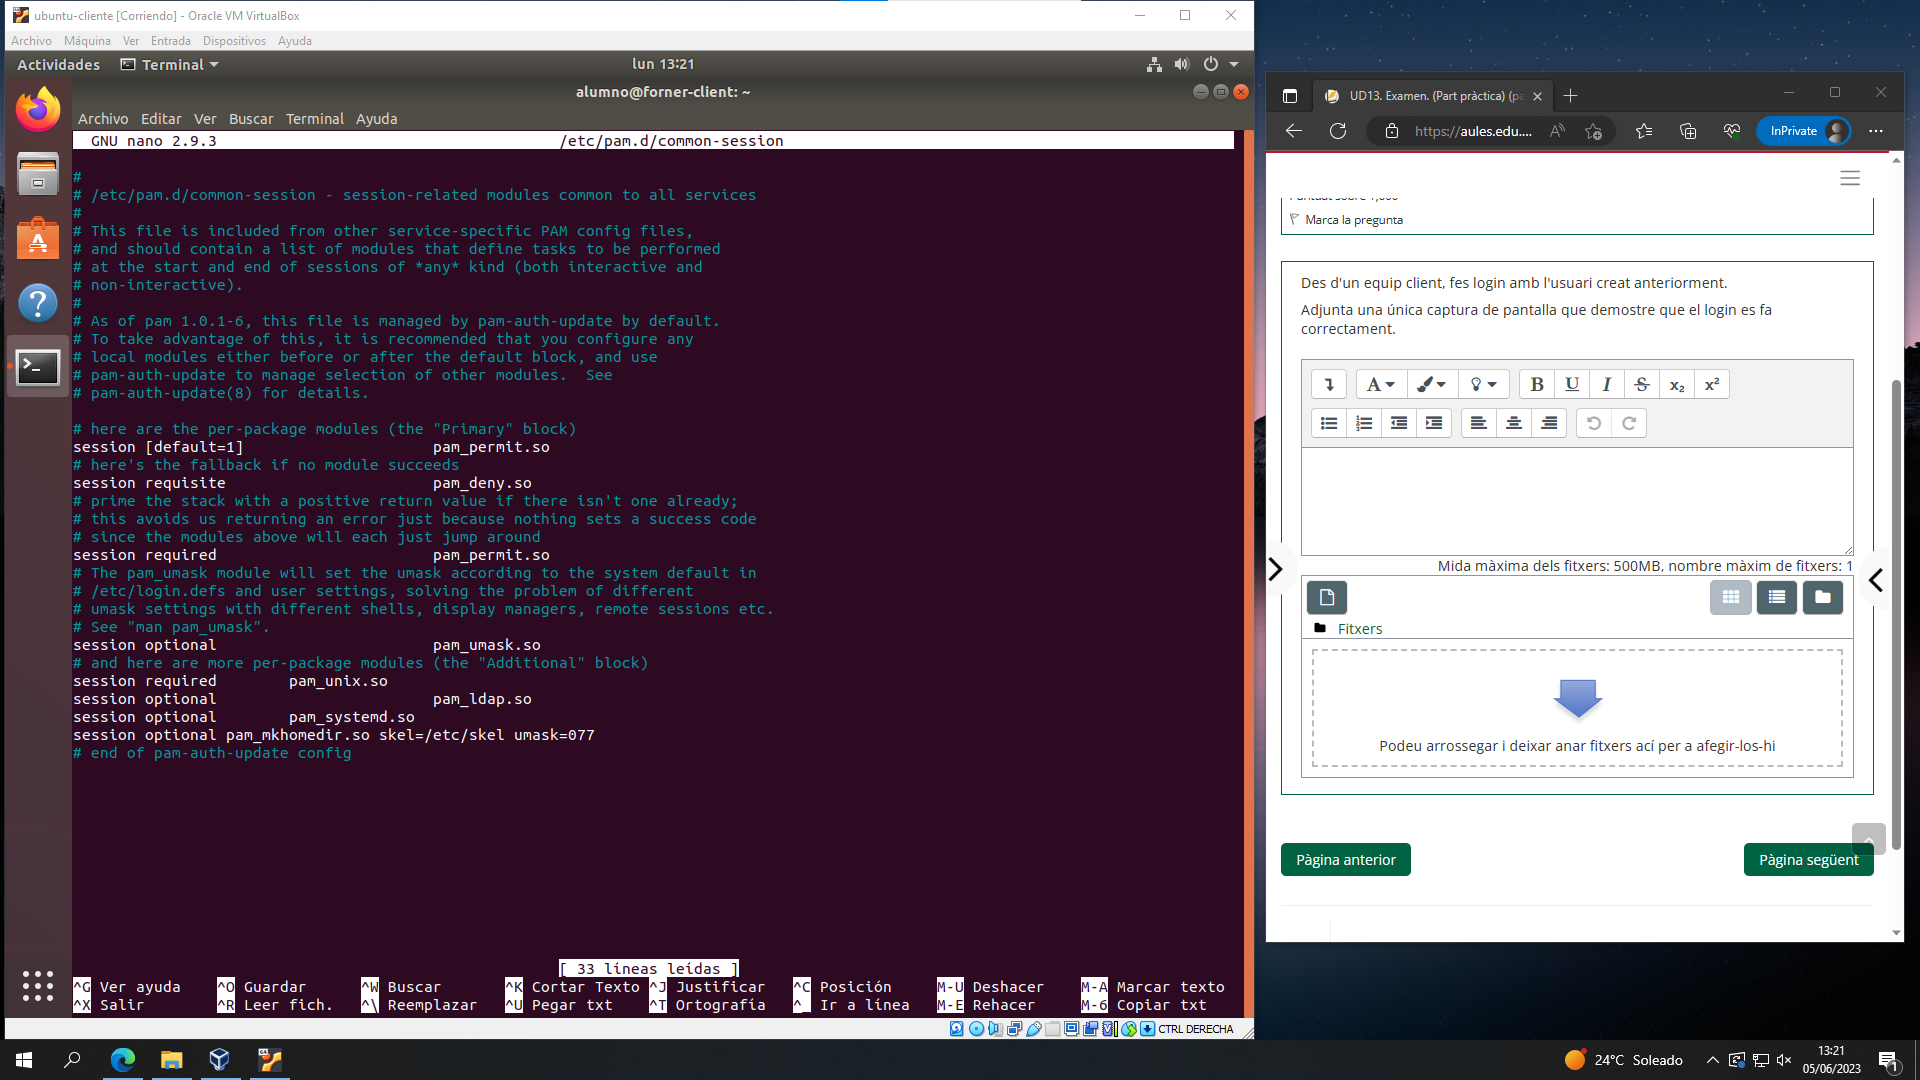 ubuntu-cliente [Corriendo] - Oracle VM VirtualBox
Archivo Máquina Ver Entrada Dispositivos Ayuda
Actividades Terminal lun 13:21
alumno@forner-client: ~
Archivo Editar Ver Buscar Terminal Ayuda
GNU nano 2.9.3 /etc/pam.d/common-session
#
# /etc/pam.d/common-session - session-related modules common to all services
#
# This file is included from other service-specific PAM config files,
# and should contain a list of modules that define tasks to be performed
# at the start and end of sessions of *any* kind (both interactive and
# non-interactive).
#
# As of pam 1.0.1-6, this file is managed by pam-auth-update by default.
# To take advantage of this, it is recommended that you configure any
# local modules either before or after the default block, and use
# pam-auth-update to manage selection of other modules.  See
# pam-auth-update(8) for details.
# here are the per-package modules (the "Primary" block)
session [default=1] pam_permit.so
# here's the fallback if no module succeeds
session requisite pam_deny.so
# prime the stack with a positive return value if there isn't one already;
# this avoids us returning an error just because nothing sets a success code
# since the modules above will each just jump around
session required pam_permit.so
# The pam_umask module will set the umask according to the system default in
# /etc/login.defs and user settings, solving the problem of different
# umask settings with different shells, display managers, remote sessions etc.
# See "man pam_umask".
session optional pam_umask.so
# and here are more per-package modules (the "Additional" block)
session required pam_unix.so
session optional pam_ldap.so
session optional pam_systemd.so
session optional pam_mkhomedir.so skel=/etc/skel umask=077
# end of pam-auth-update config
[ 33 líneas leídas ]
^G Ver ayuda ^O Guardar ^W Buscar ^K Cortar Texto ^J Justificar ^C Posición M-U Deshacer M-A Marcar texto
^X Salir ^R Leer fich. ^\ Reemplazar ^U Pegar txt ^T Ortografía ^_ Ir a línea M-E Rehacer M-6 Copiar txt
CTRL DERECHA
UD13. Examen. (Part pràctica) (pa
https://aules.edu.... InPrivate
Puntuat sobre 1,000
Marca la pregunta
Des d'un equip client, fes login amb l'usuari creat anteriorment.
Adjunta una única captura de pantalla que demostre que el login es fa
correctament.
Mida màxima dels fitxers: 500MB, nombre màxim de fitxers: 1
Fitxers
Podeu arrossegar i deixar anar fitxers ací per a afegir-los-hi
Pàgina anterior Pàgina següent
24°C Soleado
13:21
05/06/2023
1